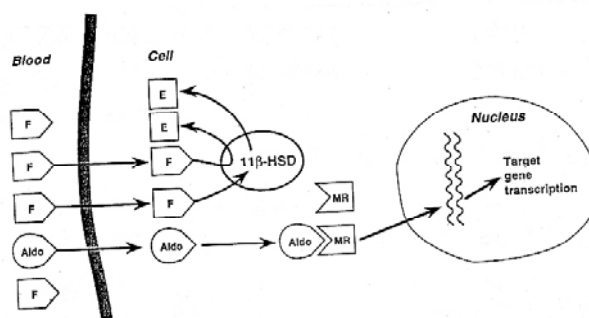 Blood
Cell
Nucleus
E
F
E
F
F
11β-HSD
F
F
MR
Target
gene
transcription
Aldo
Aldo
Aldo
MR
F